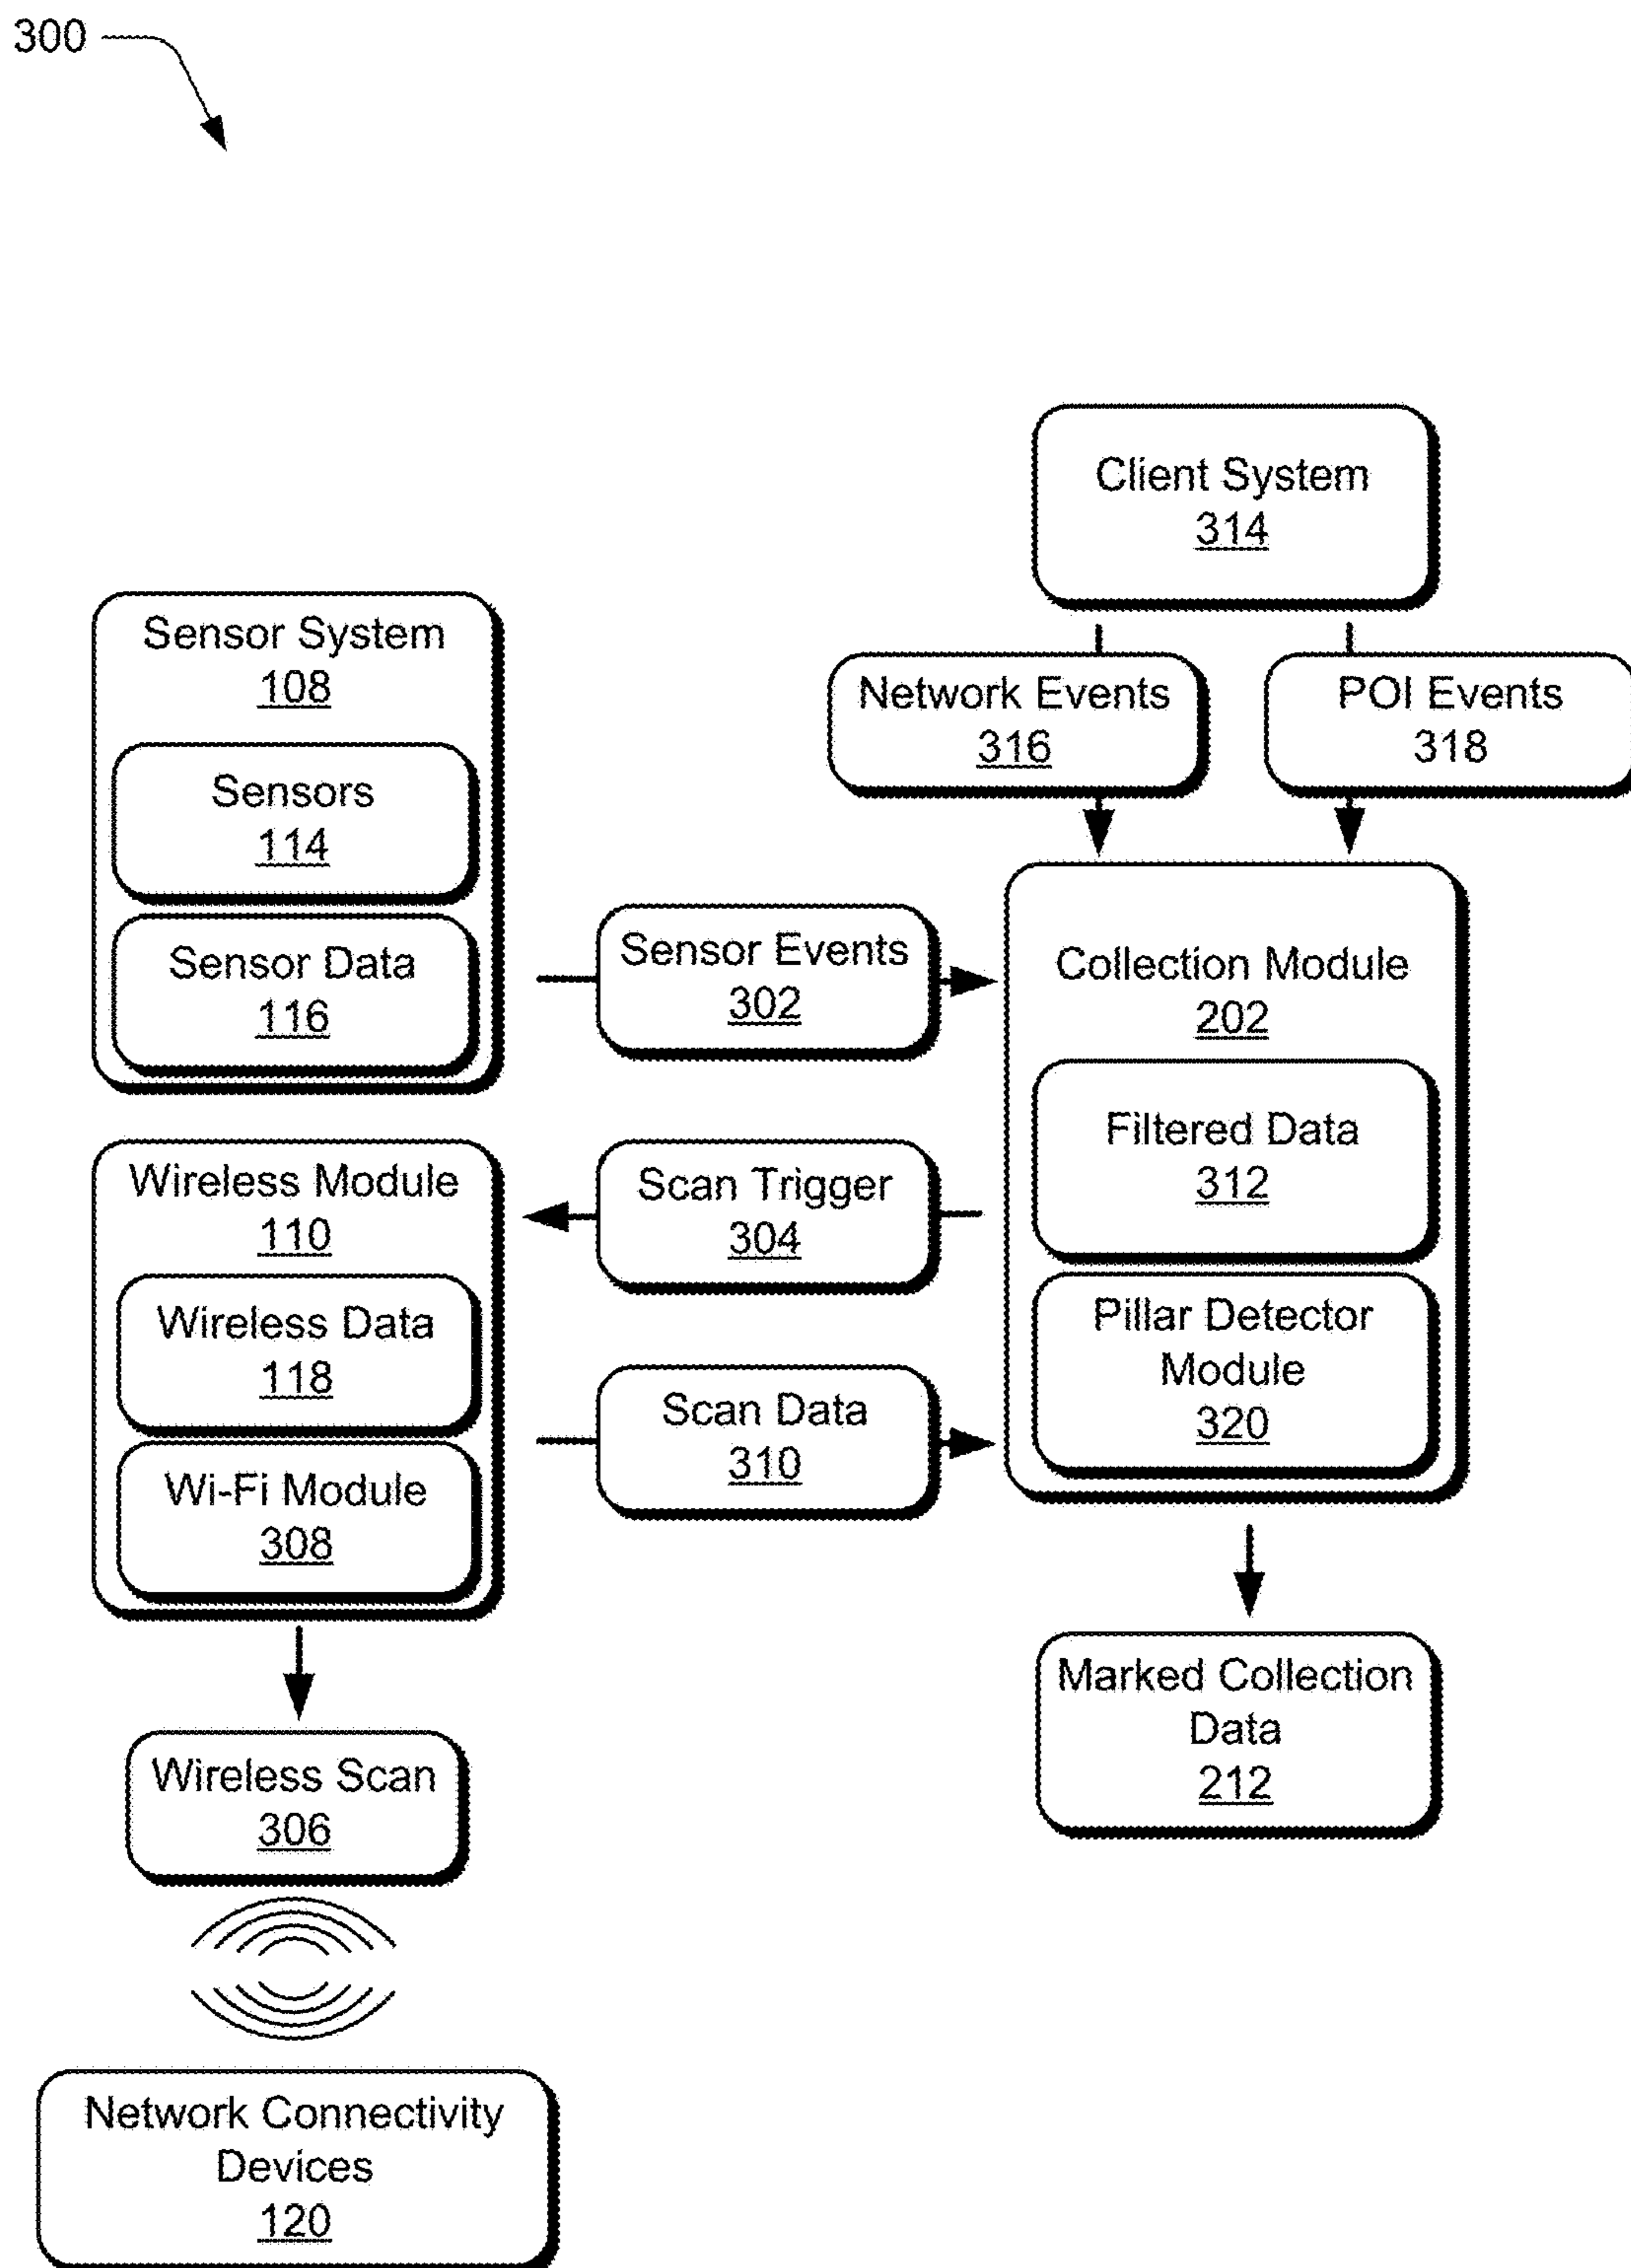 300
Client System
314
Network Events
316
POI Events
318
Sensor System
108
Sensors
114
Sensor Data
116
Sensor Events
302
Collection Module
202
Filtered Data
312
Pillar Detector
Module
320
Wireless Module
110
Wireless Data
118
Wi-Fi Module
308
Scan Trigger
304
Scan Data
310
Marked Collection
Data
212
Wireless Scan
306
Network Connectivity
Devices
120